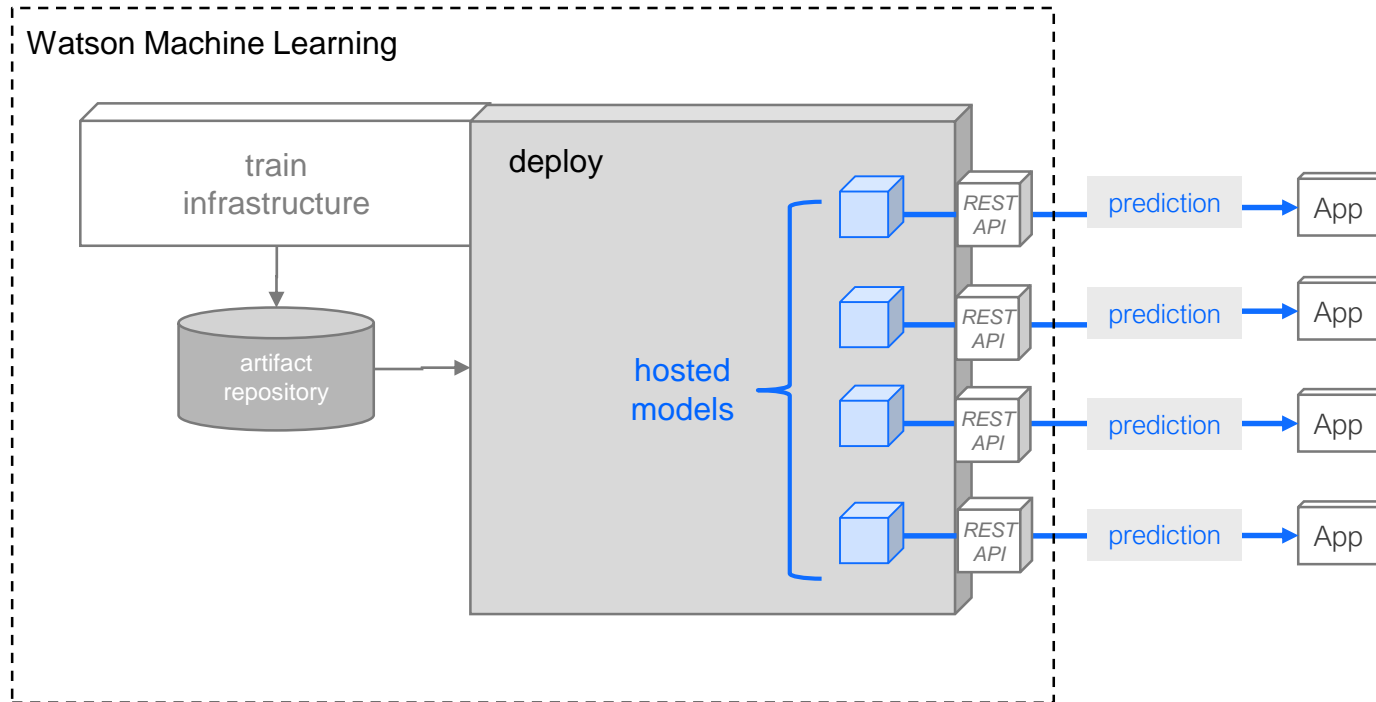 Watson Machine Learning
train
infrastructure
deploy
artifact
repository
hosted
models
REST
API
prediction
App
REST
API
prediction
App
REST
API
prediction
App
REST
API
prediction
App